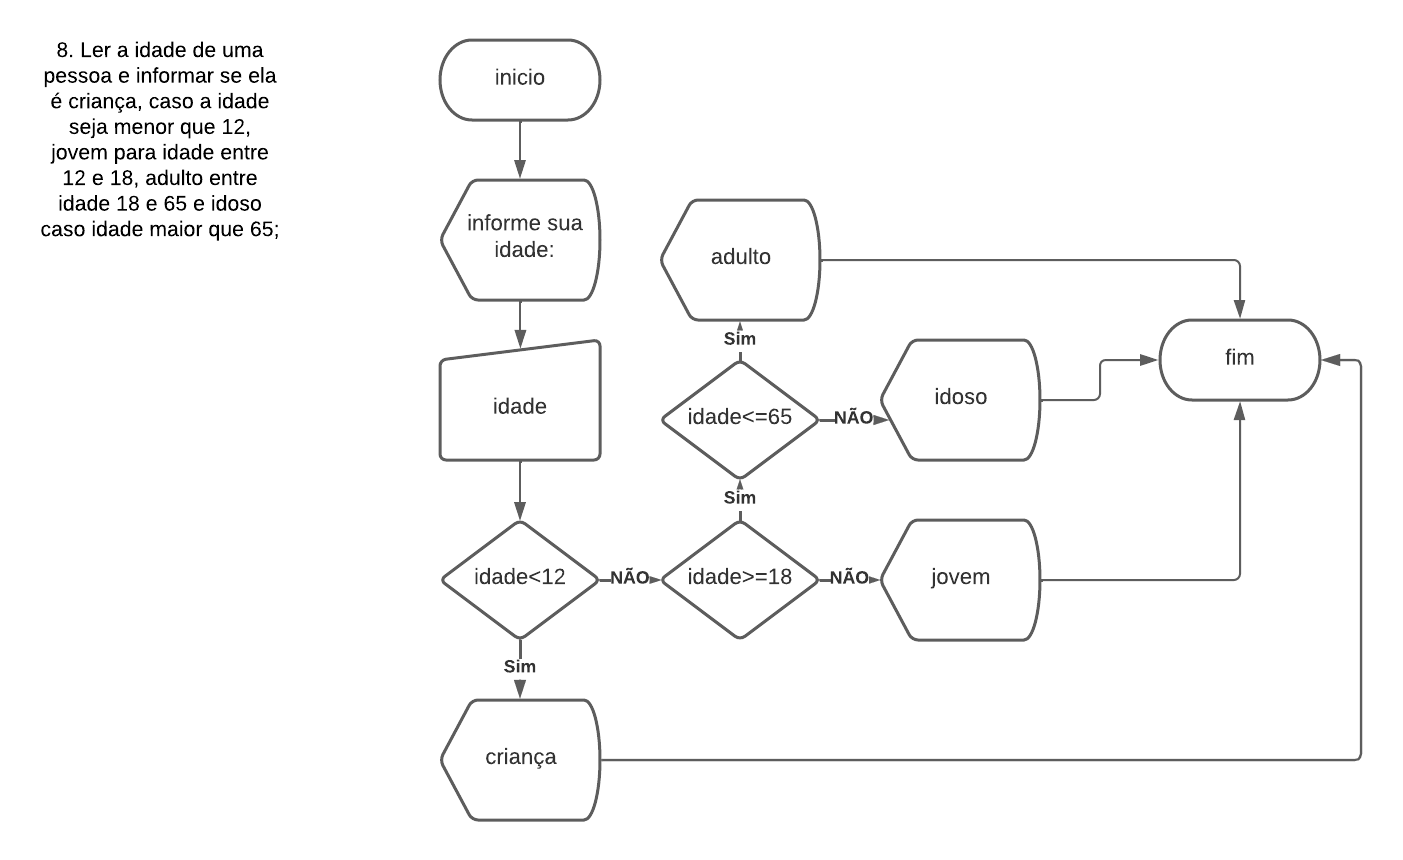 8. Ler a idade de uma
pessoa e informar se ela
é criança, caso a idade
seja menor que 12,
jovem para idade entre
12 e 18, adulto entre
idade 18 e 65 e idoso
caso idade maior que 65;
inicio
informe sua
idade:
idade
idade<12
NÃO
Sim
criança
idade>=18
NÃO
jovem
Sim
idade<=65
NÃO
idoso
Sim
adulto
fim